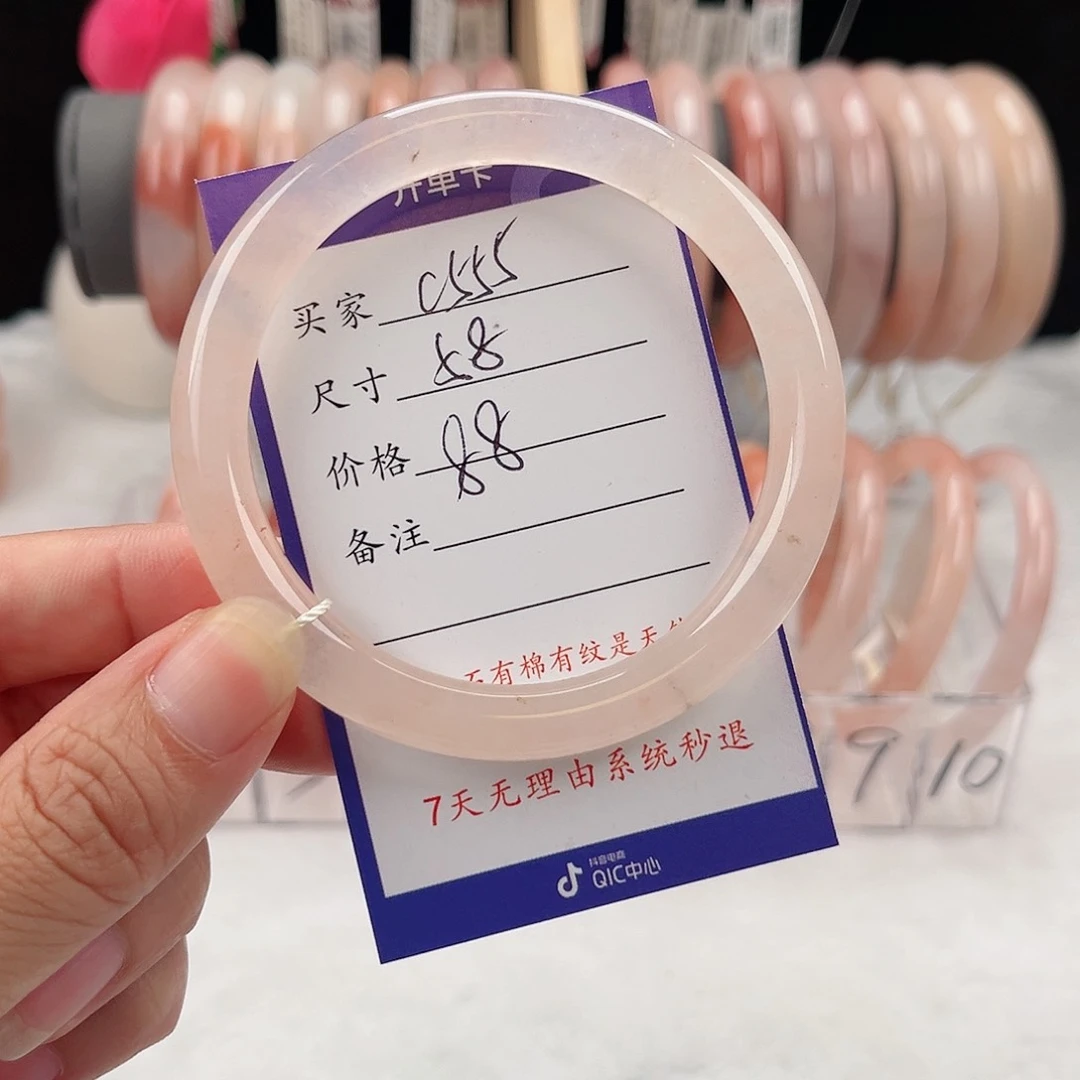 开单卡
买家 C555
尺寸 58
价格 88
备注
石有棉有纹是天然
7天无理由系统秒退
抖音电商
QIC中心
9 10